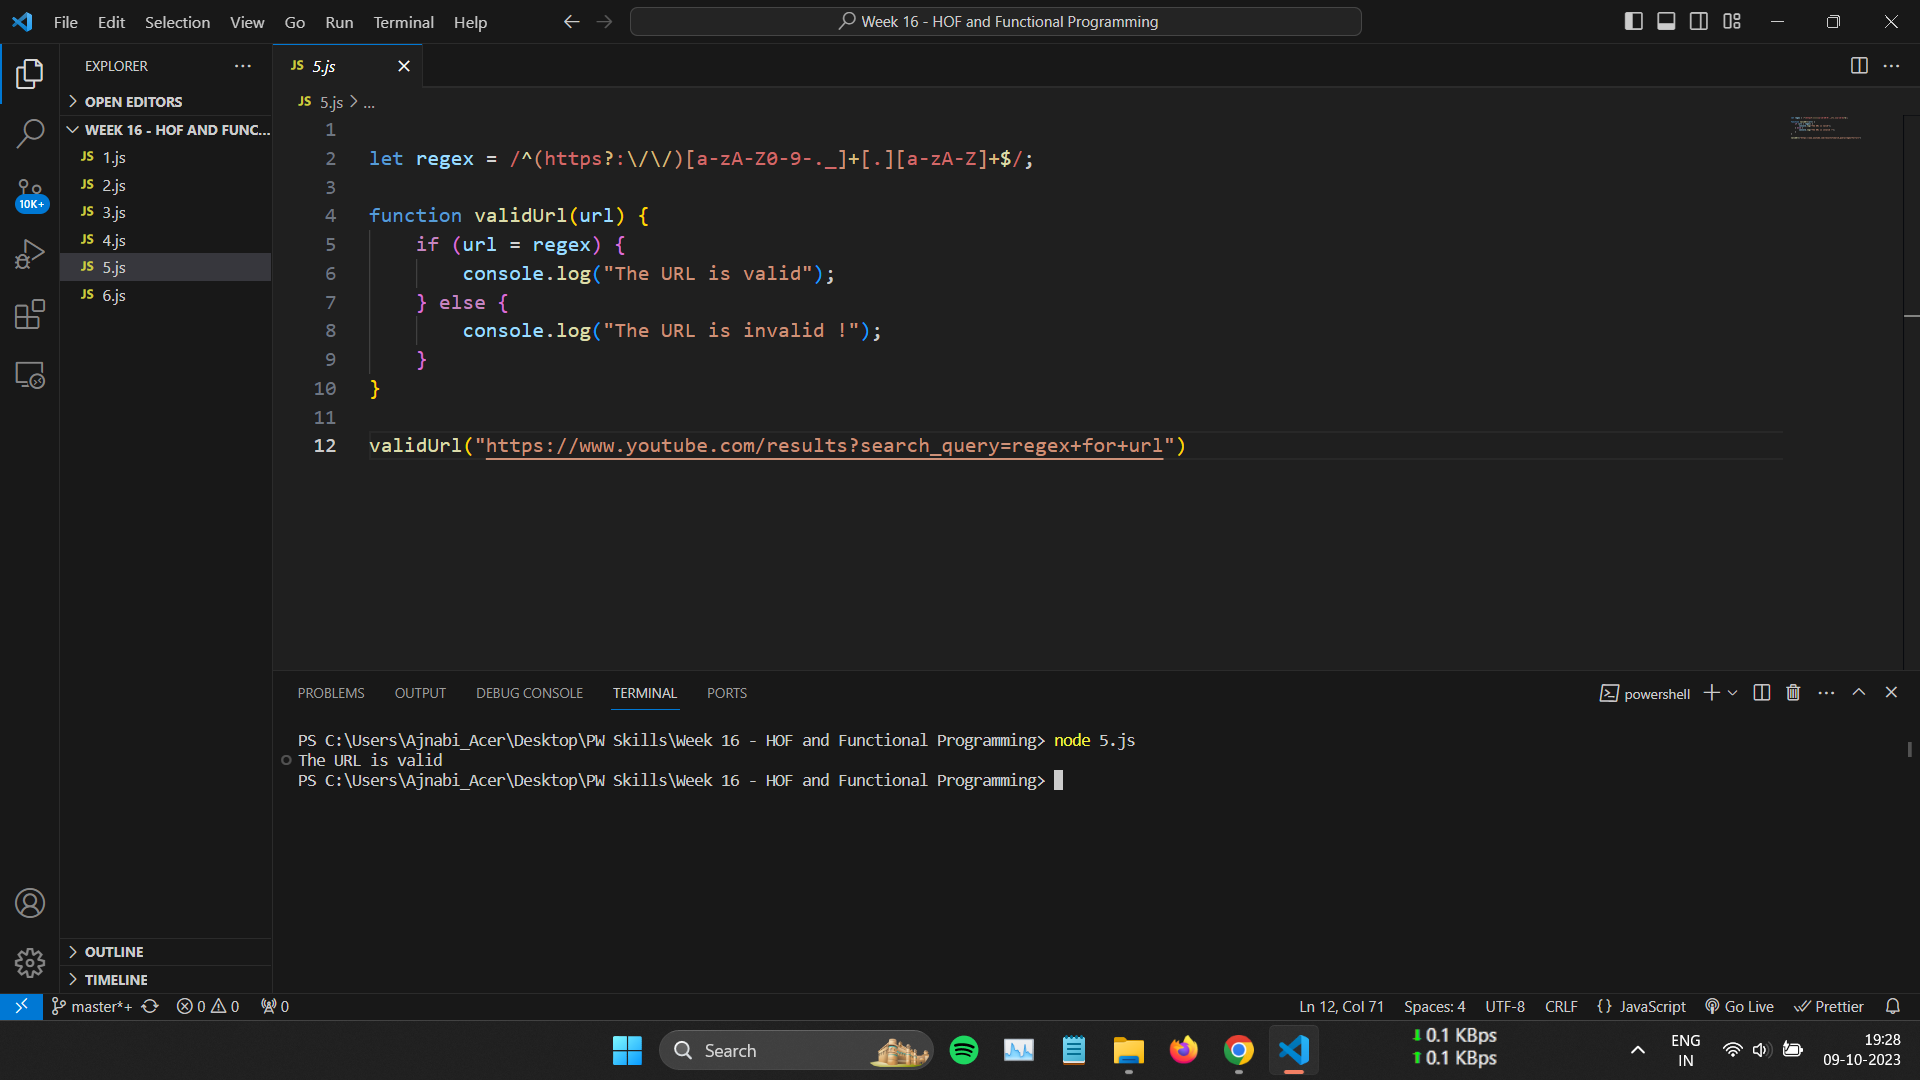 File Edit Selection View Go Run Terminal Help
Week 16 - HOF and Functional Programming
EXPLORER
OPEN EDITORS
WEEK 16 - HOF AND FUNC...
JS 1.js
JS 2.js
JS 3.js
JS 4.js
JS 5.js
JS 6.js
10K+
OUTLINE
TIMELINE
JS 5.js
JS 5.js > ...
1
2 let regex = /^(https?:\/\/)[a-zA-Z0-9-._]+[.][a-zA-Z]+$/;
3
4 function validUrl(url) {
5     if (url = regex) {
6         console.log("The URL is valid");
7     } else {
8         console.log("The URL is invalid !");
9     }
10 }
11
12 validUrl("https://www.youtube.com/results?search_query=regex+for+url")
PROBLEMS OUTPUT DEBUG CONSOLE TERMINAL PORTS
powershell
PS C:\Users\Ajnabi_Acer\Desktop\PW Skills\Week 16 - HOF and Functional Programming> node 5.js
The URL is valid
PS C:\Users\Ajnabi_Acer\Desktop\PW Skills\Week 16 - HOF and Functional Programming>
master*+ 0 0 0
Ln 12, Col 71 Spaces: 4 UTF-8 CRLF {} JavaScript Go Live Prettier
Search
0.1 KBps
0.1 KBps
ENG
IN
19:28
09-10-2023